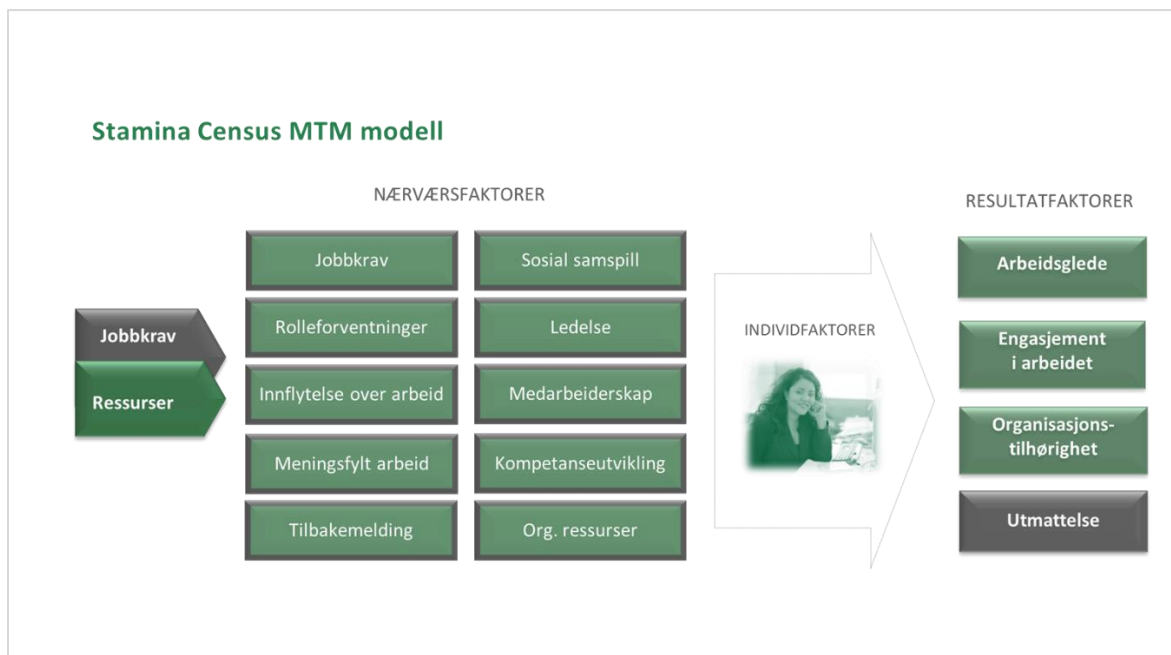 Stamina Census MTM modell
NÆRVÆRSFAKTORER
RESULTATFAKTORER
Jobbkrav
Ressurser
Jobbkrav
Sosial samspill
Rolleforventninger
Ledelse
Innflytelse over arbeid
Medarbeiderskap
Meningsfylt arbeid
Kompetanseutvikling
Tilbakemelding
Org. ressurser
INDIVIDFAKTORER
Arbeidsglede
Engasjement
i arbeidet
Organisasjons-
tilhørighet
Utmattelse